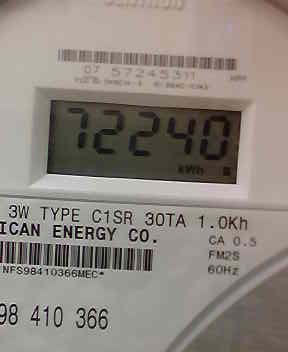 07 57245311
72240
kWh
3W TYPE C1SR 30TA 1.0Kh
ICAN ENERGY CO.
CA 0.5
FM2S
60Hz
NFS98410366MEC*
98 410 366